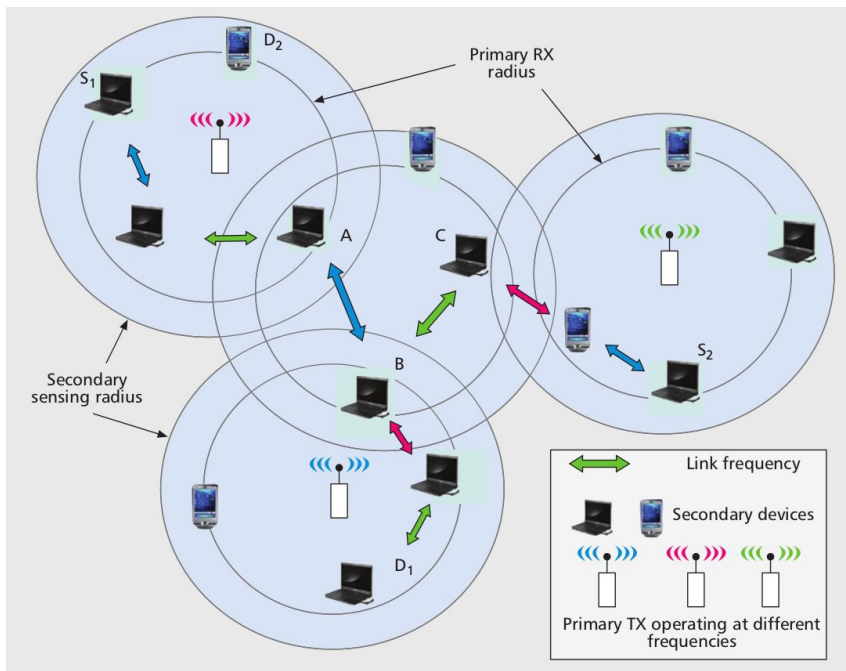 D2
S1
Primary RX
radius
A
C
S2
B
Secondary
sensing radius
D1
Link frequency
Secondary devices
Primary TX operating at different
frequencies